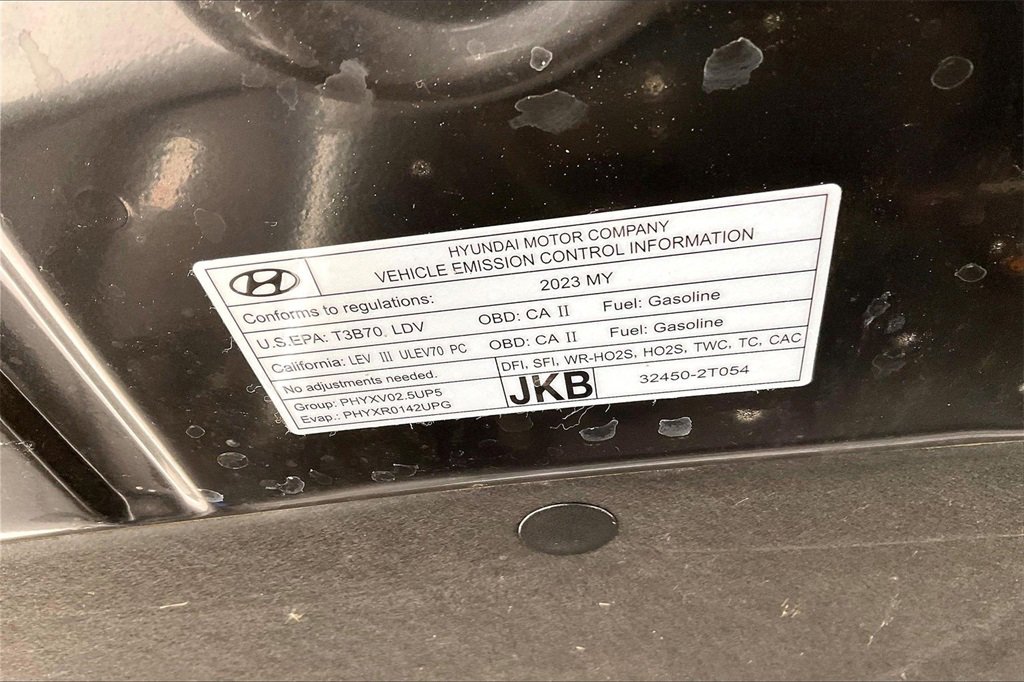 HYUNDAI MOTOR COMPANY
VEHICLE EMISSION CONTROL INFORMATION
Conforms to regulations: 2023 MY
U.S.EPA: T3B70, LDV OBD: CA II Fuel: Gasoline
California: LEV III ULEV70 PC OBD: CA II Fuel: Gasoline
No adjustments needed. DFI, SFI, WR-HO2S, HO2S, TWC, TC, CAC
Group: PHYXV02.5UP5 JKB 32450-2T054
Evap.: PHYXR0142UPG